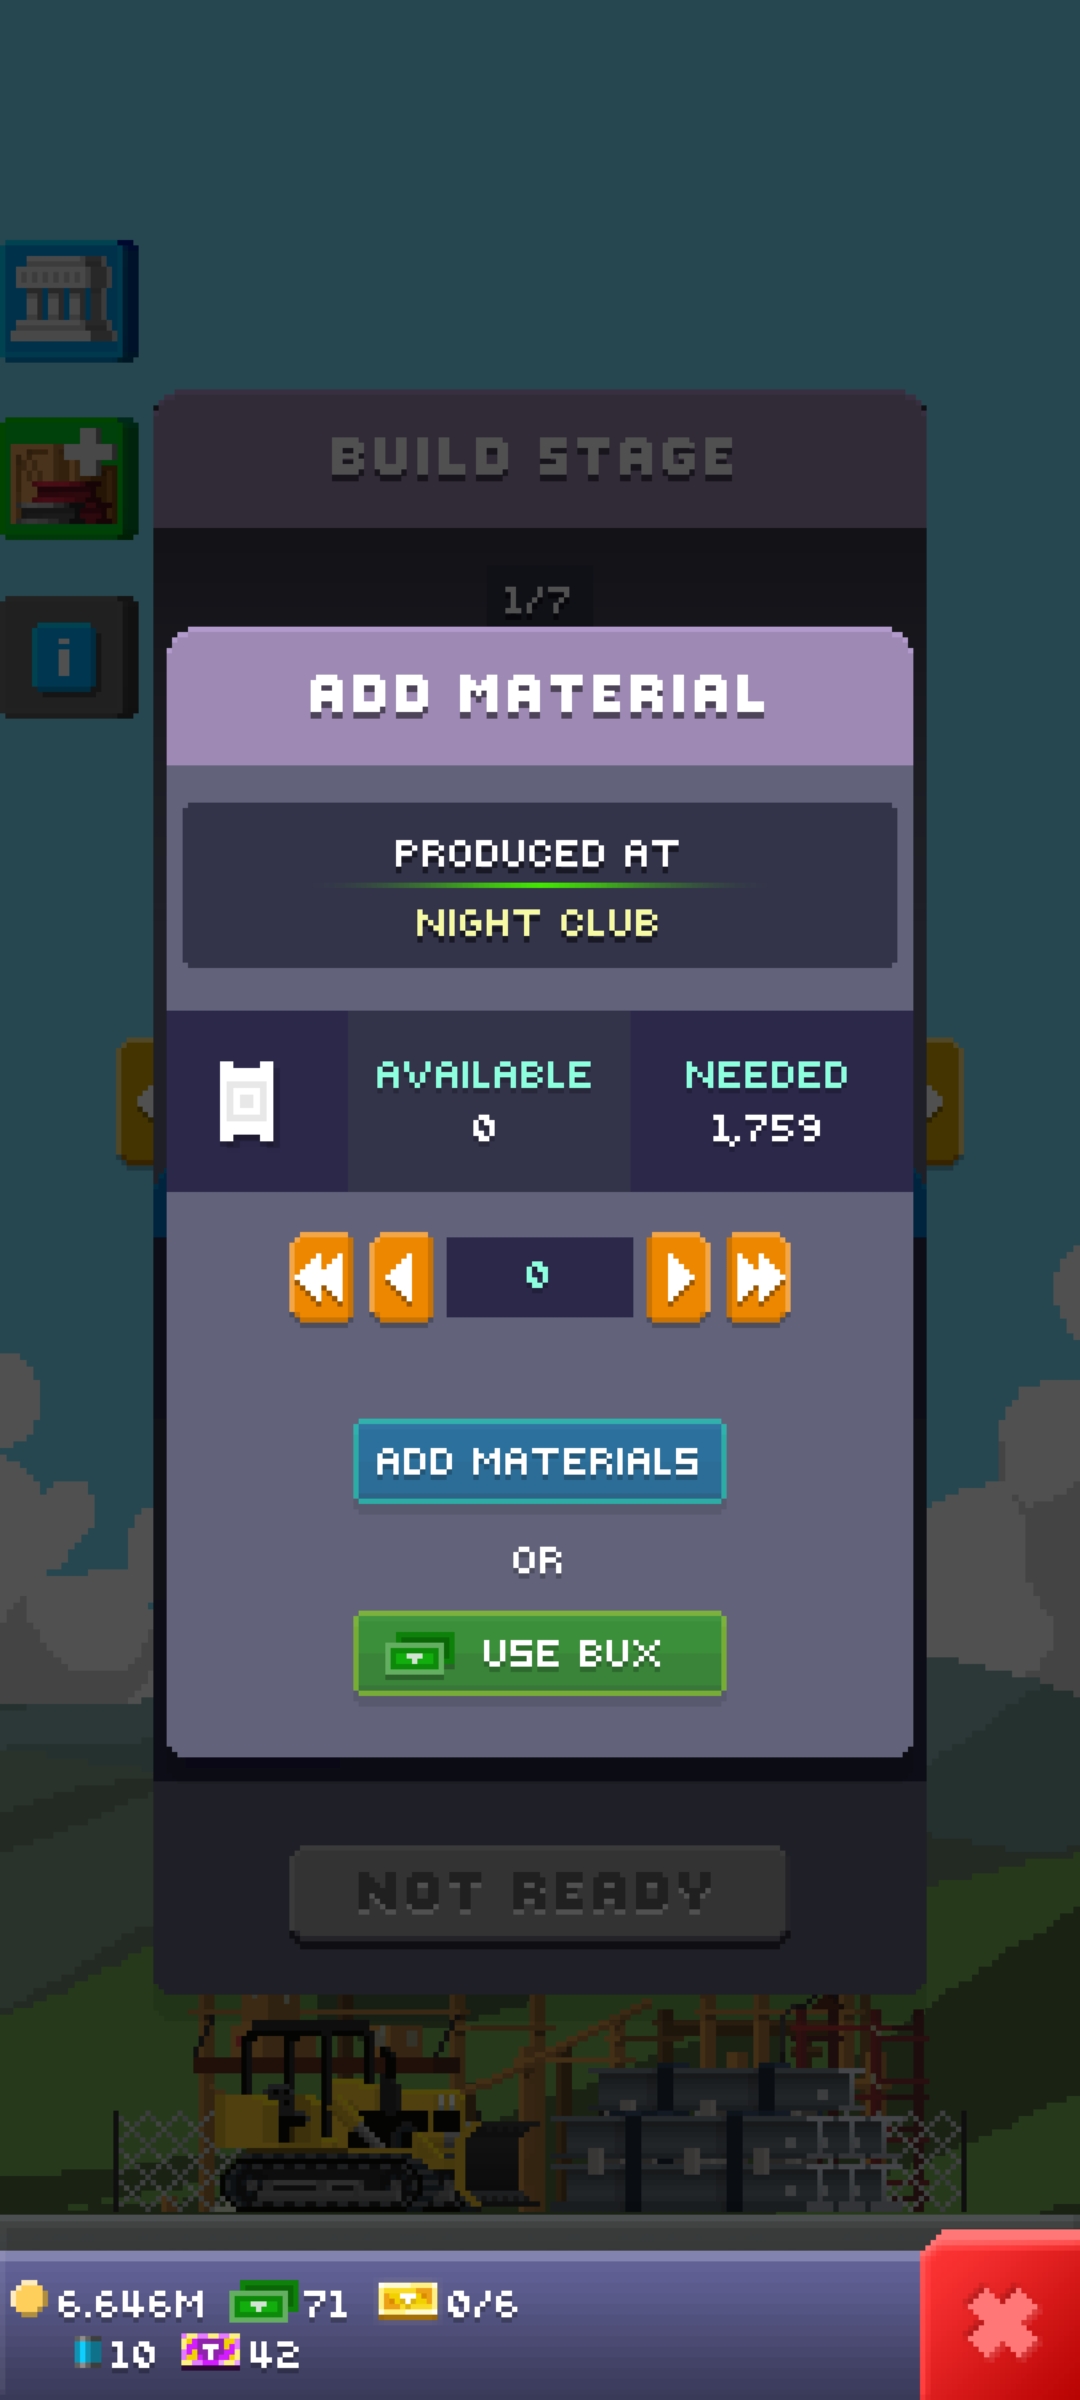 BUILD STAGE
1/7
ADD MATERIAL
PRODUCED AT
NIGHT CLUB
AVAILABLE
0
NEEDED
1,759
0
ADD MATERIALS
OR
USE BUX
NOT READY
6.646M 71 0/6
10 42